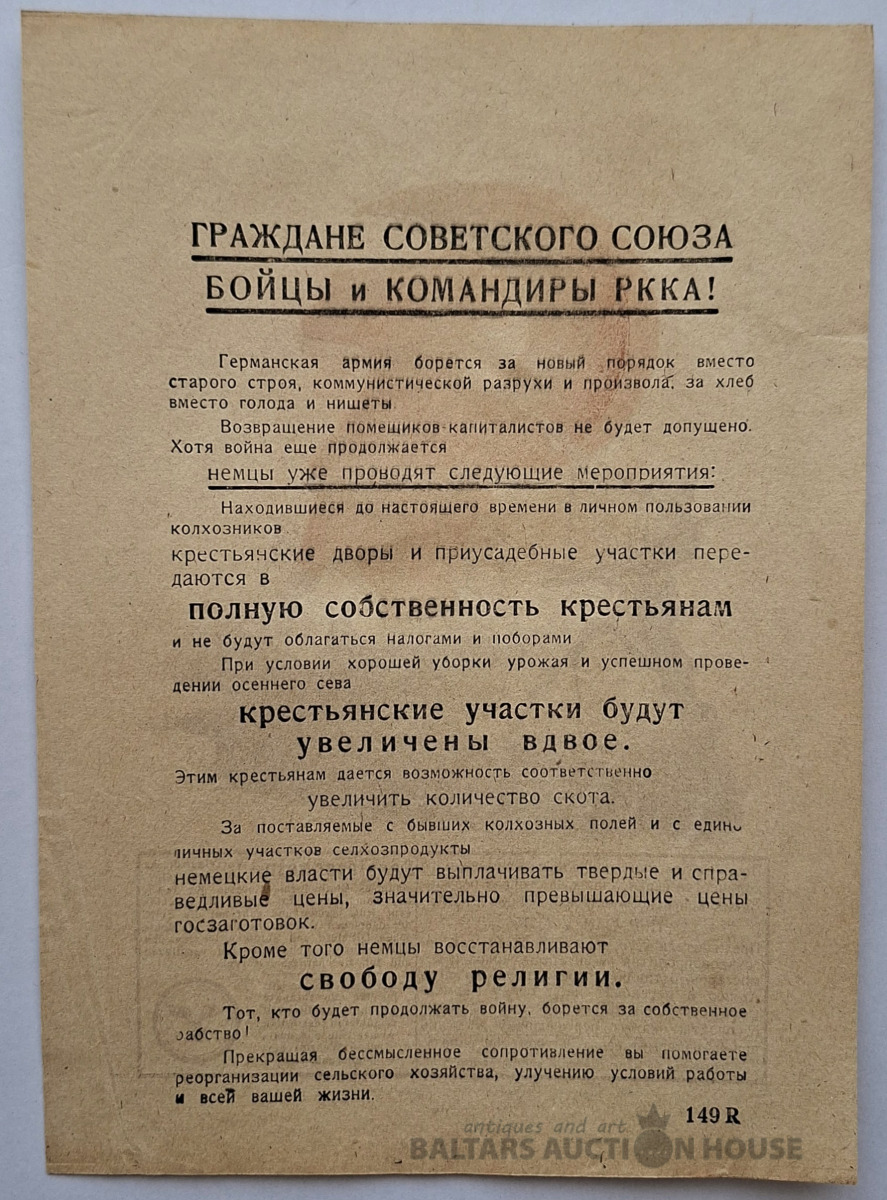 ГРАЖДАНЕ СОВЕТСКОГО СОЮЗА
БОЙЦЫ и КОМАНДИРЫ РККА!
Германская армия борется за новый порядок вместо
старого строя, коммунистической разрухи и произвола, за хлеб
вместо голода и нищеты
Возвращение помещиков-капиталистов не будет допущено.
Хотя война еще продолжается
немцы уже проводят следующие мероприятия:
Находившиеся до настоящего времени в личном пользовании
колхозников
крестьянские дворы и приусадебные участки пере-
даются в
полную собственность крестьянам
и не будут облагаться налогами и поборами
При условии хорошей уборки урожая и успешном прове-
дении осеннего сева
крестьянские участки будут
увеличены вдвое.
Этим крестьянам дается возможность соответственно
увеличить количество скота.
За поставляемые с бывших колхозных полей и с едино
личных участков селхозпродукты
немецкие власти будут выплачивать твердые и спра-
ведливые цены, значительно превышающие цены
госзаготовок.
Кроме того немцы восстанавливают
свободу религии.
Тот, кто будет продолжать войну, борется за собственное
рабство!
Прекращая бессмысленное сопротивление вы помогаете
реорганизации сельского хозяйства, улучению условий работы
и всей вашей жизни.
149 R
antiques and art
BALTARS AUCTION HOUSE